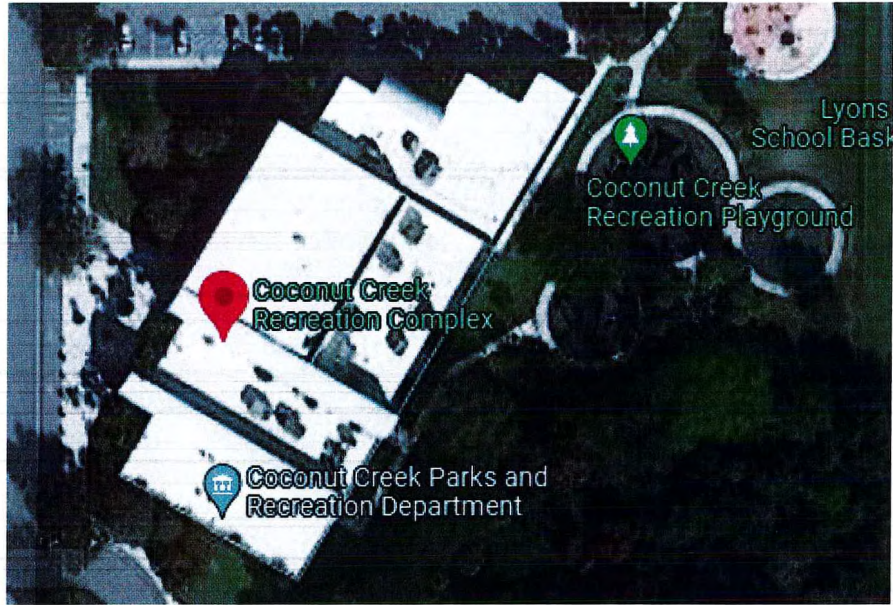 Lyons
School Bask
Coconut Creek
Recreation Playground
Coconut Creek
Recreation Complex
Coconut Creek Parks and
Recreation Department